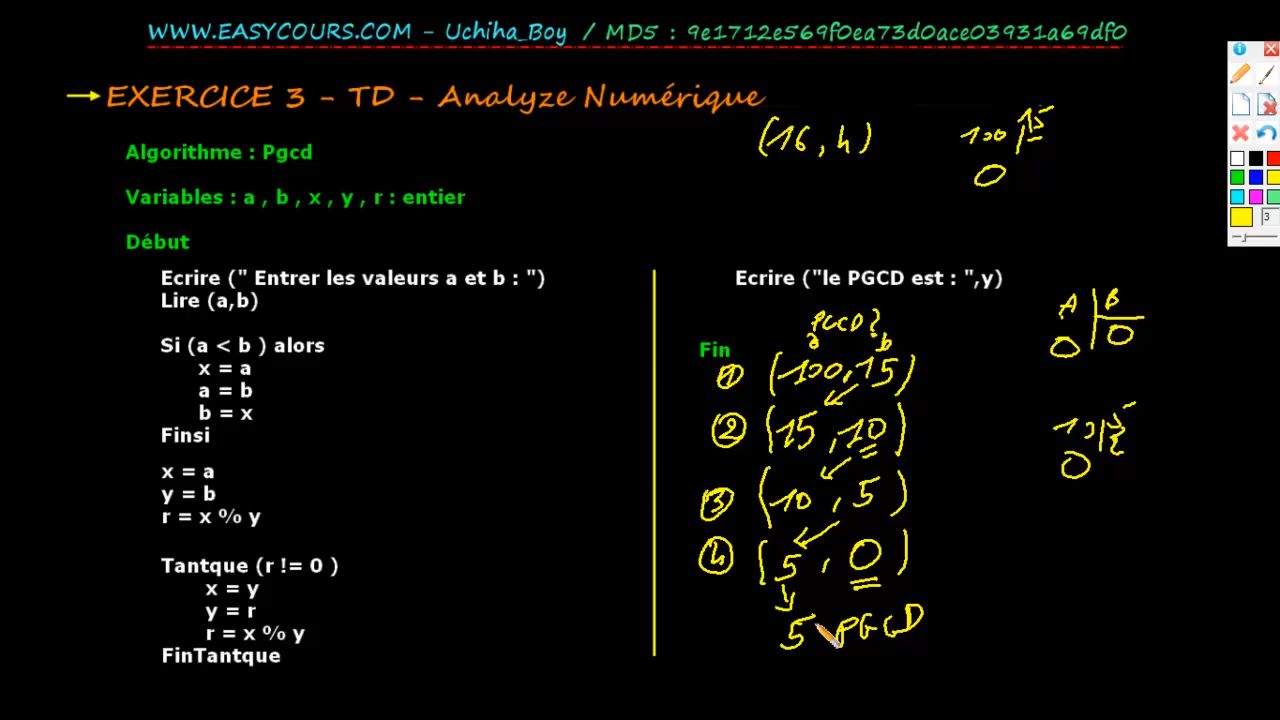 WWW.EASYCOURS.COM - Uchiha_Boy / MD5 : 9e1712e569f0ea73d0ace03931a69df0
→EXERCICE 3 - TD - Analyze Numérique
(16, 4)
100
0
Algorithme : Pgcd
Variables : a , b , x , y , r : entier
Début
Ecrire (" Entrer les valeurs a et b : ")
Lire (a,b)
Si (a < b ) alors
x = a
a = b
b = x
Finsi
x = a
y = b
r = x % y
Tantque (r != 0 )
x = y
y = r
r = x % y
FinTantque
Ecrire ("le PGCD est : ",y)
PGCD?
a b
Fin
① (100, 15)
② (15, 10)
③ (10, 5)
④ (5, 0)
5 PGCD
A B
0 0
0
3